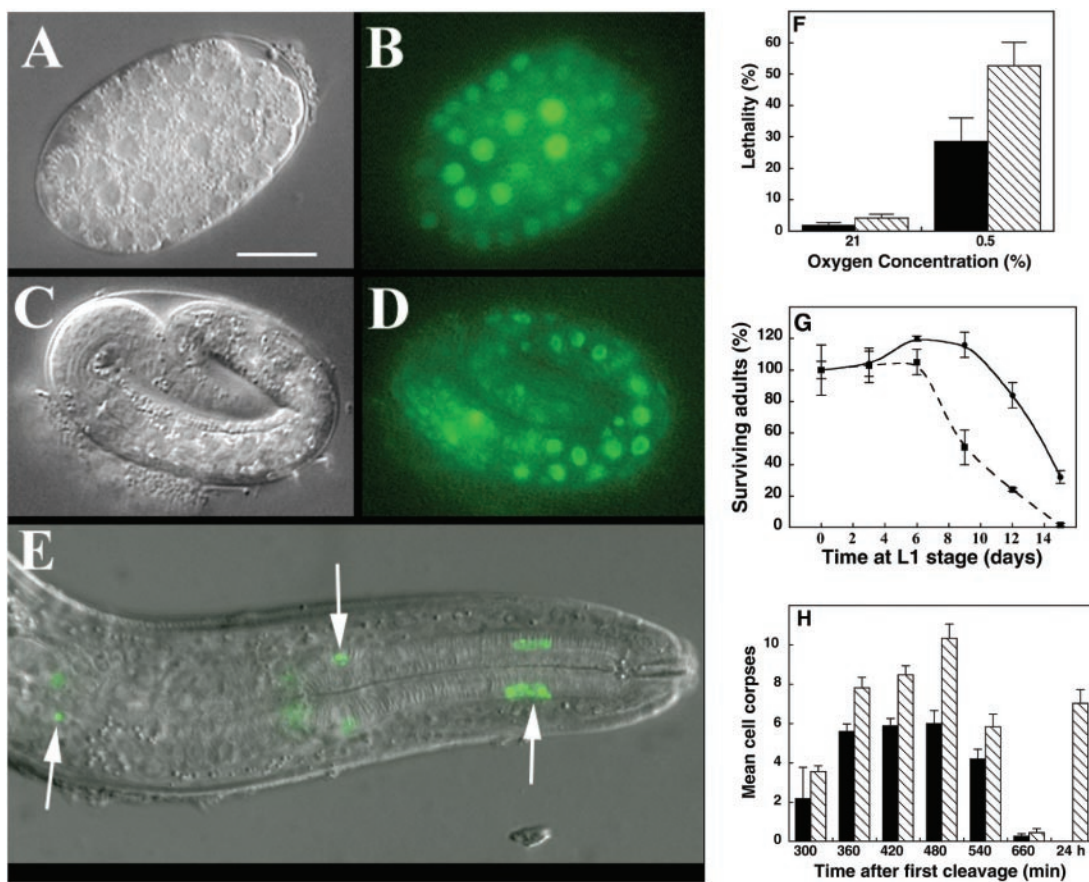 A
B
C
D
E
F
Lethality (%)
60
50
40
30
20
10
0
21
0.5
Oxygen Concentration (%)
G
Surviving adults (%)
120
100
80
60
40
20
0
0 2 4 6 8 10 12 14
Time at L1 stage (days)
H
Mean cell corpses
10
8
6
4
2
0
300 360 420 480 540 660 24 h
Time after first cleavage (min)